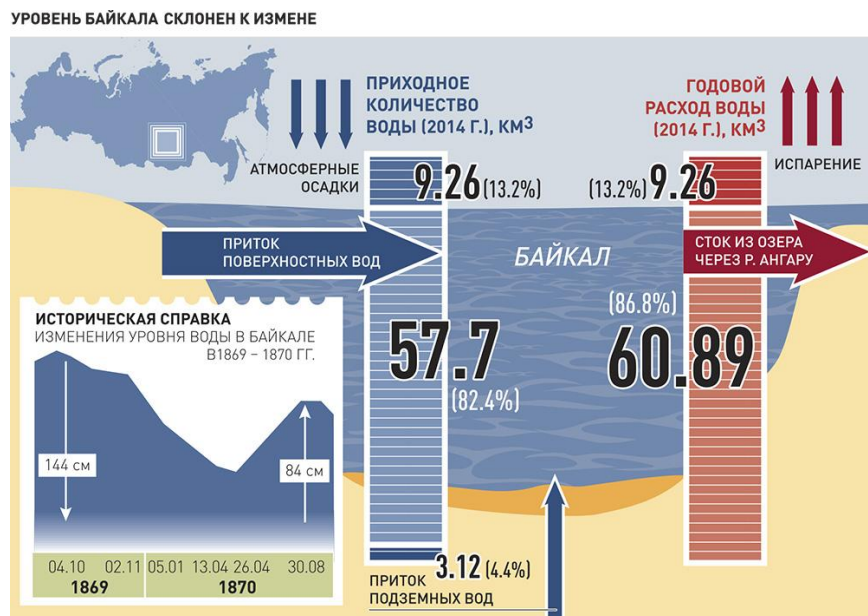 УРОВЕНЬ БАЙКАЛА СКЛОНЕН К ИЗМЕНЕ
ПРИХОДНОЕ
КОЛИЧЕСТВО
ВОДЫ (2014 Г.), КМ3
ГОДОВОЙ
РАСХОД ВОДЫ
(2014 Г.), КМ3
АТМОСФЕРНЫЕ
ОСАДКИ
9.26 (13.2%)
(13.2%) 9.26
ИСПАРЕНИЕ
ПРИТОК
ПОВЕРХНОСТНЫХ ВОД
БАЙКАЛ
СТОК ИЗ ОЗЕРА
ЧЕРЕЗ Р. АНГАРУ
57.7
(82.4%)
(86.8%)
60.89
ИСТОРИЧЕСКАЯ СПРАВКА
ИЗМЕНЕНИЯ УРОВНЯ ВОДЫ В БАЙКАЛЕ
В1869 – 1870 ГГ.
144 см
84 см
04.10 02.11 05.01 13.04 26.04 30.08
1869 1870
3.12 (4.4%)
ПРИТОК
ПОДЗЕМНЫХ ВОД